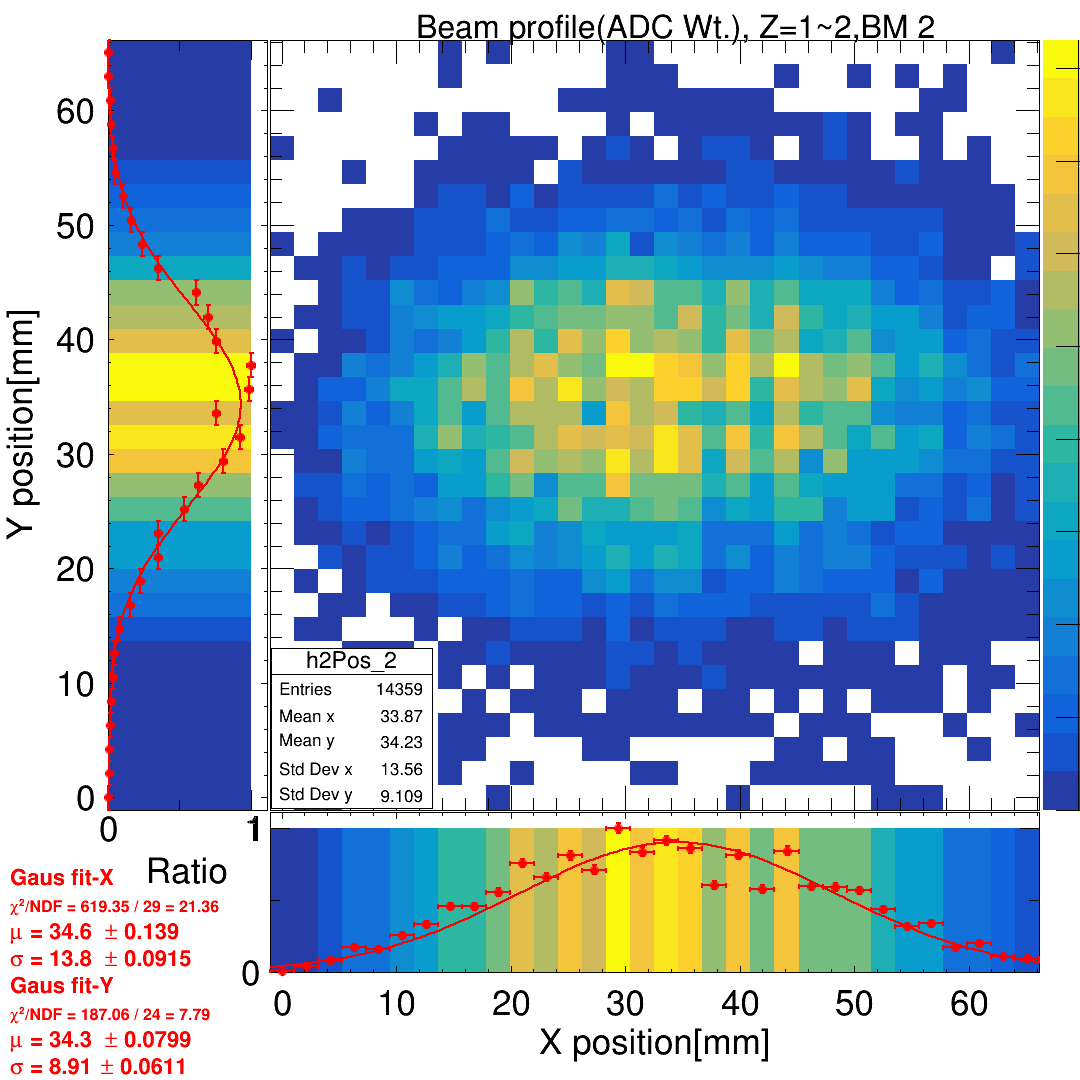 Beam profile(ADC Wt.), Z=1~2,BM 2
60
50
40
30
20
10
0
Y position[mm]
0 1
Ratio
h2Pos_2
Entries 14359
Mean x 33.87
Mean y 34.23
Std Dev x 13.56
Std Dev y 9.109
1
0
0 10 20 30 40 50 60
X position[mm]
Gaus fit-X
χ²/NDF = 619.35 / 29 = 21.36
μ = 34.6 ± 0.139
σ = 13.8 ± 0.0915
Gaus fit-Y
χ²/NDF = 187.06 / 24 = 7.79
μ = 34.3 ± 0.0799
σ = 8.91 ± 0.0611